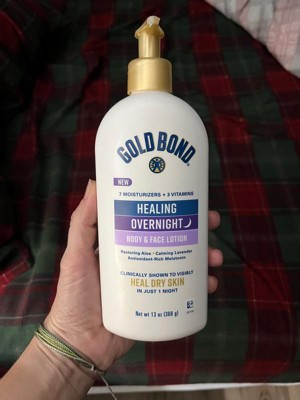 GOLD BOND
NEW
7 MOISTURIZERS + 3 VITAMINS
HEALING
OVERNIGHT
BODY & FACE LOTION
Restoring Aloe • Calming Lavender
Antioxidant-Rich Melatonin
CLINICALLY SHOWN TO VISIBLY
HEAL DRY SKIN
IN JUST 1 NIGHT
Net wt 13 oz (368 g)